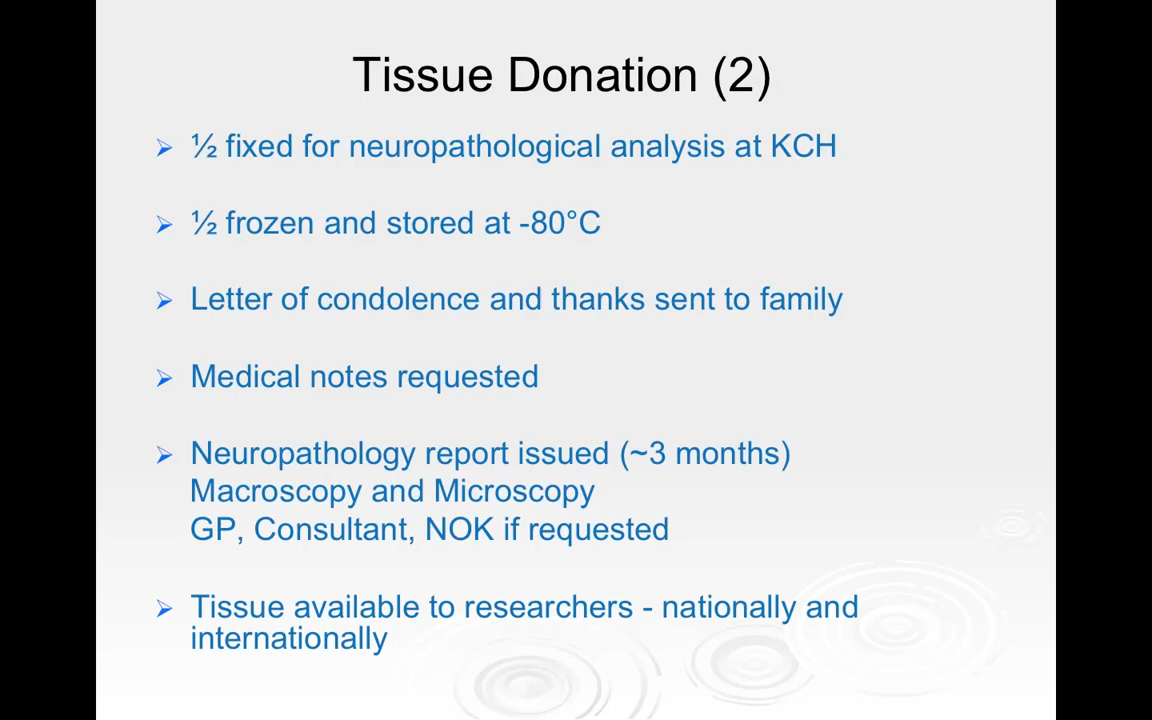 Tissue Donation (2)
➢ ½ fixed for neuropathological analysis at KCH
➢ ½ frozen and stored at -80°C
➢ Letter of condolence and thanks sent to family
➢ Medical notes requested
➢ Neuropathology report issued (~3 months)
Macroscopy and Microscopy
GP, Consultant, NOK if requested
➢ Tissue available to researchers - nationally and
internationally